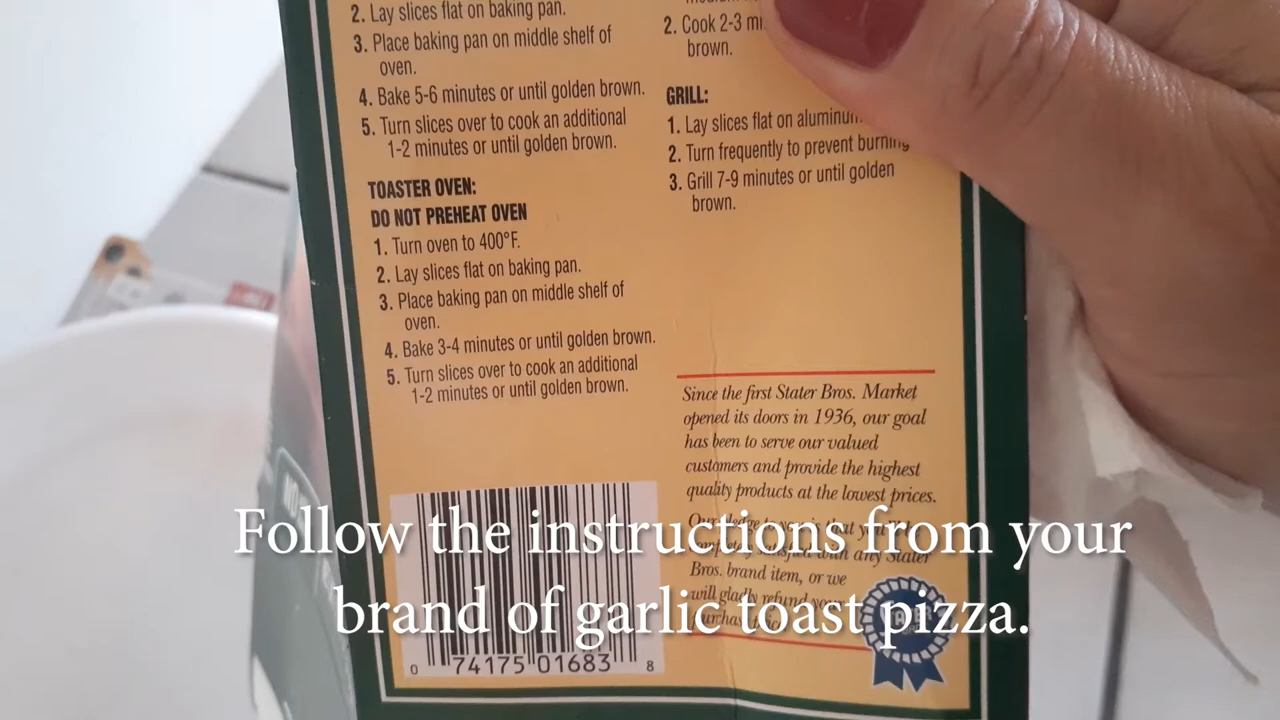 2. Lay slices flat on baking pan.
3. Place baking pan on middle shelf of
oven.
4. Bake 5-6 minutes or until golden brown.
5. Turn slices over to cook an additional
1-2 minutes or until golden brown.
TOASTER OVEN:
DO NOT PREHEAT OVEN
1. Turn oven to 400°F.
2. Lay slices flat on baking pan.
3. Place baking pan on middle shelf of
oven.
4. Bake 3-4 minutes or until golden brown.
5. Turn slices over to cook an additional
1-2 minutes or until golden brown.
2. Cook 2-3
brown.
GRILL:
1. Lay slices flat on
2. Turn frequently to prevent burning
3. Grill 7-9 minutes or until golden
brown.
Since the first Stater Bros. Market
opened its doors in 1936, our goal
has been to serve our valued
customers and provide the highest
quality products at the lowest prices.
Stater
Bros. brand item, or we
will gladly refund
0 74175 01683 8
Follow the instructions from your
brand of garlic toast pizza.